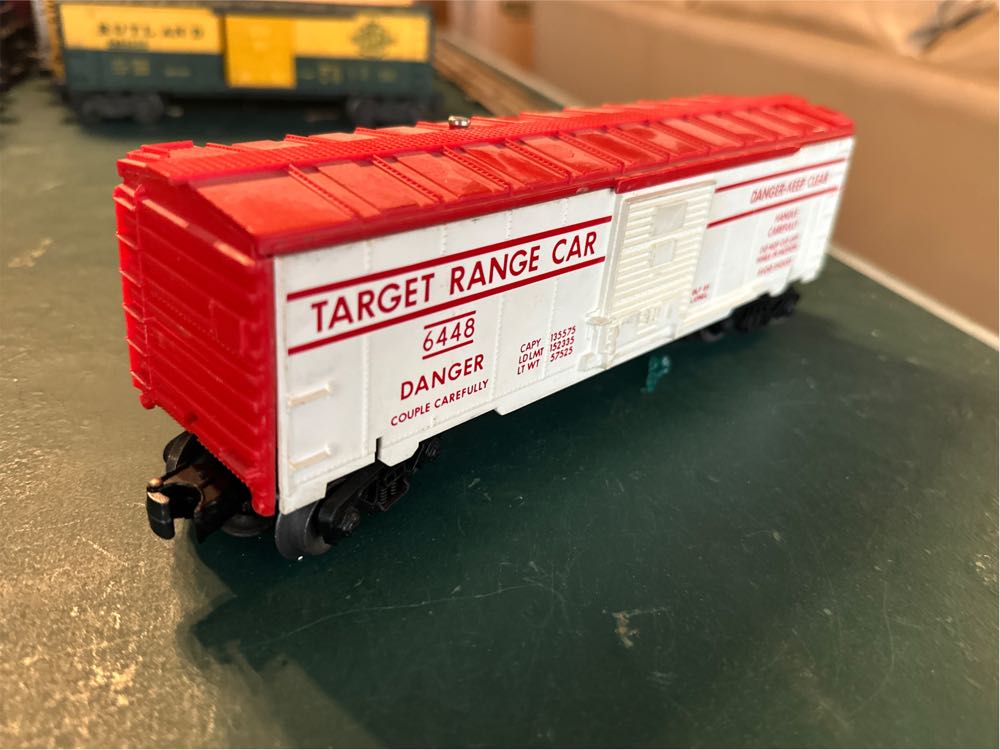 RUTLAND
TARGET RANGE CAR
6448
DANGER
COUPLE CAREFULLY
CAPY 135575
LD LMT 152335
LT WT 57525
DANGER-KEEP CLEAR
HANDLE
CAREFULLY
LIONEL